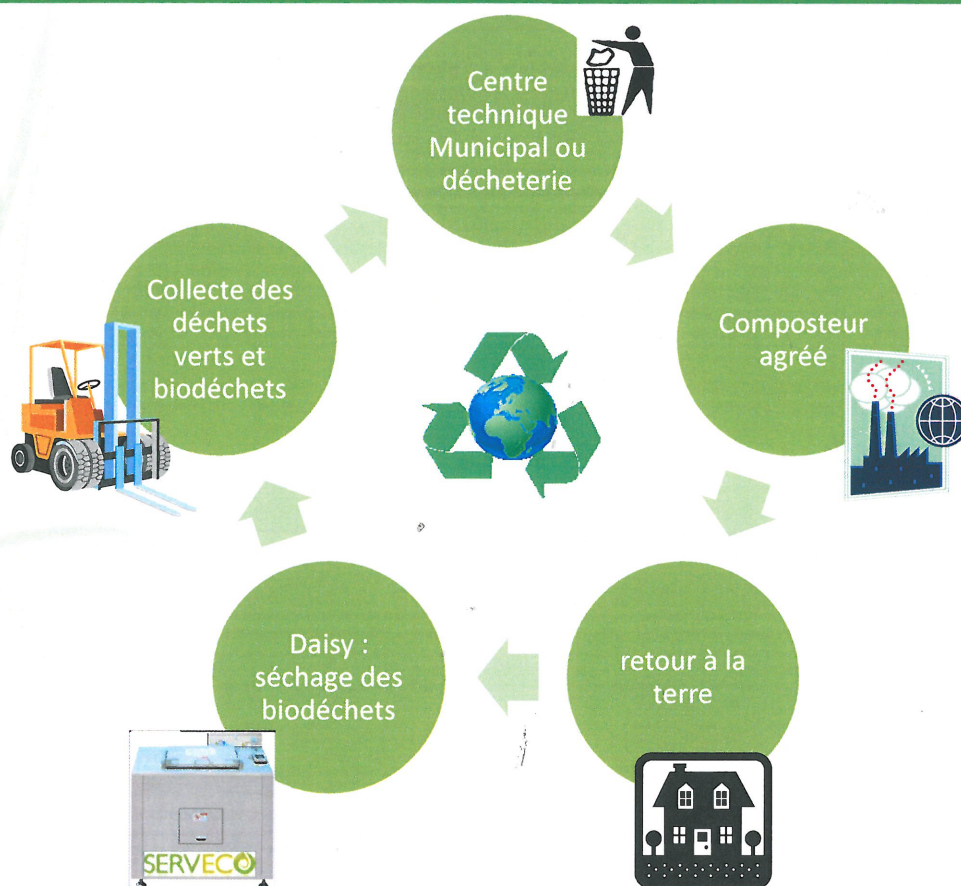 Centre
technique
Municipal ou
décheterie
Composteur
agréé
retour à la
terre
Daisy :
séchage des
biodéchets
SERVECO
Collecte des
déchets
verts et
biodéchets